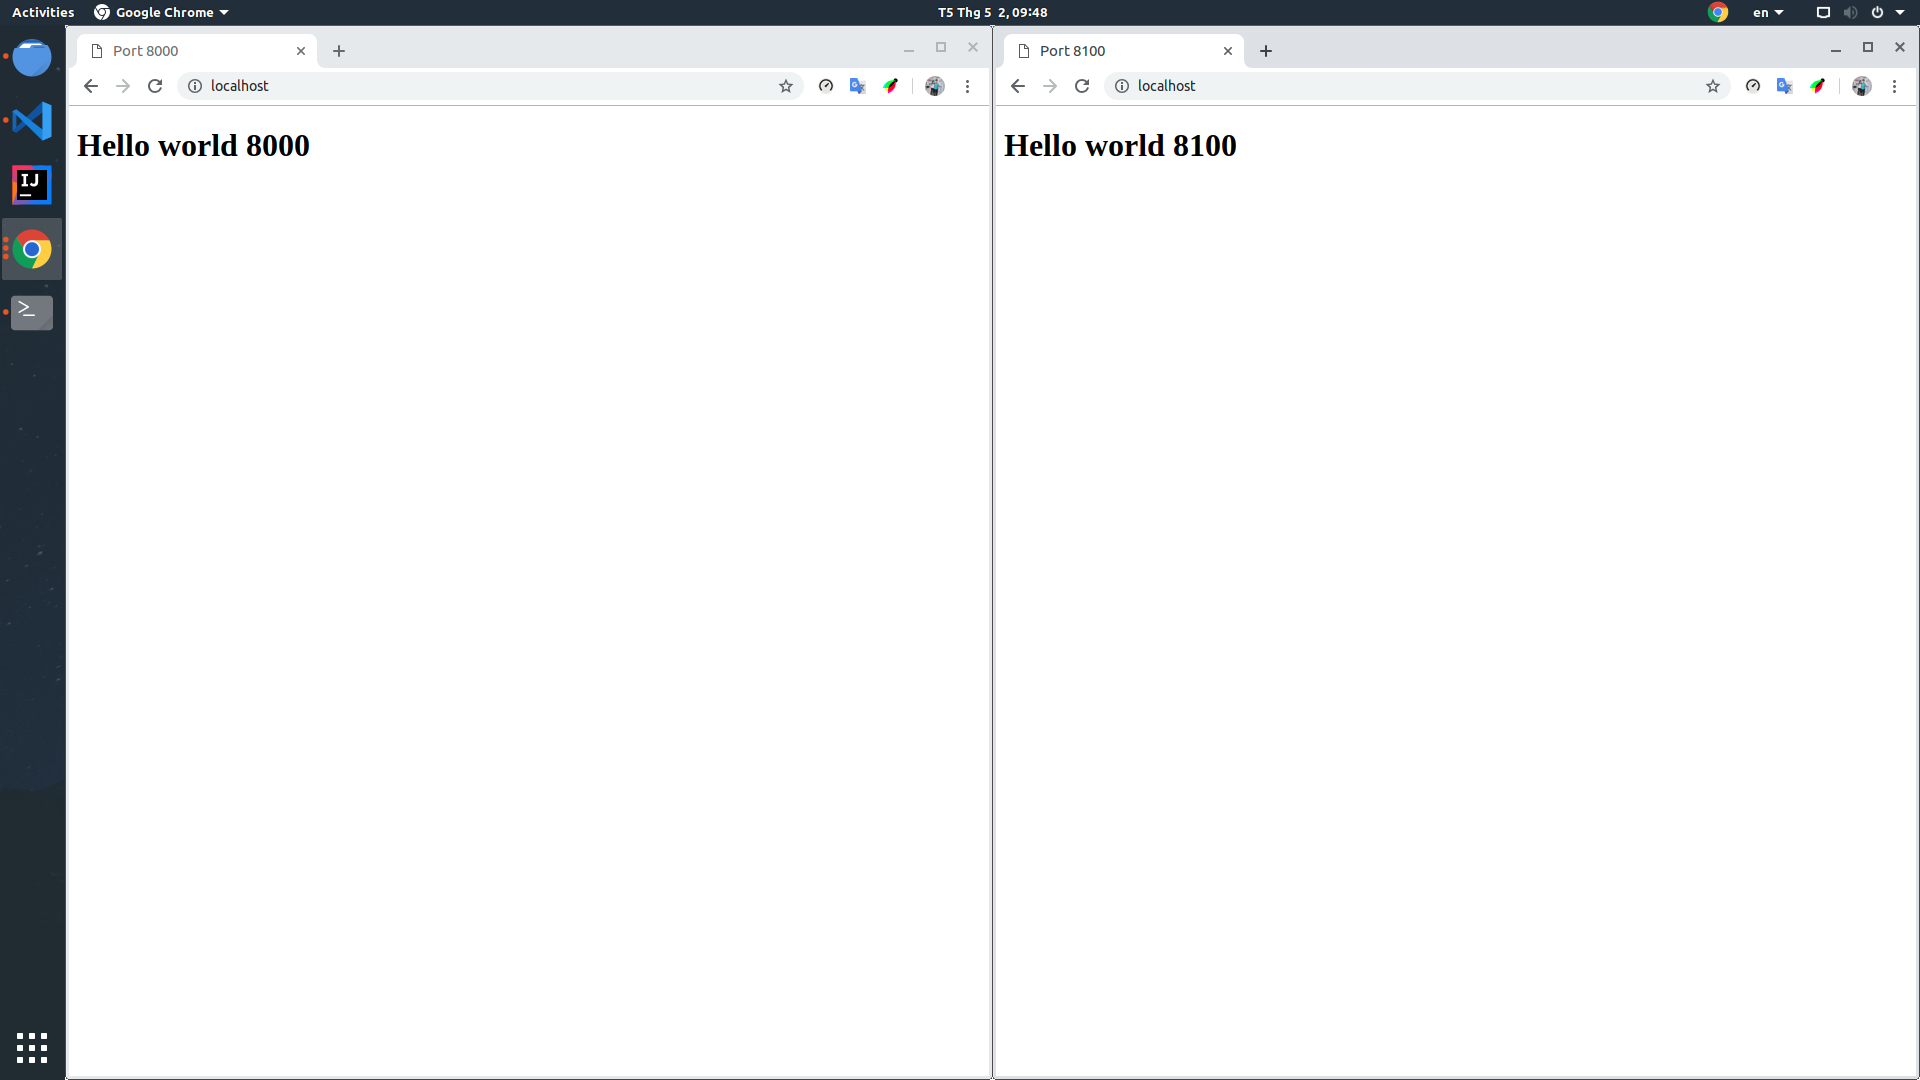 Activities Google Chrome T5 Thg 5 2, 09:48 en
Port 8000
localhost
Hello world 8000
Port 8100
localhost
Hello world 8100
IJ